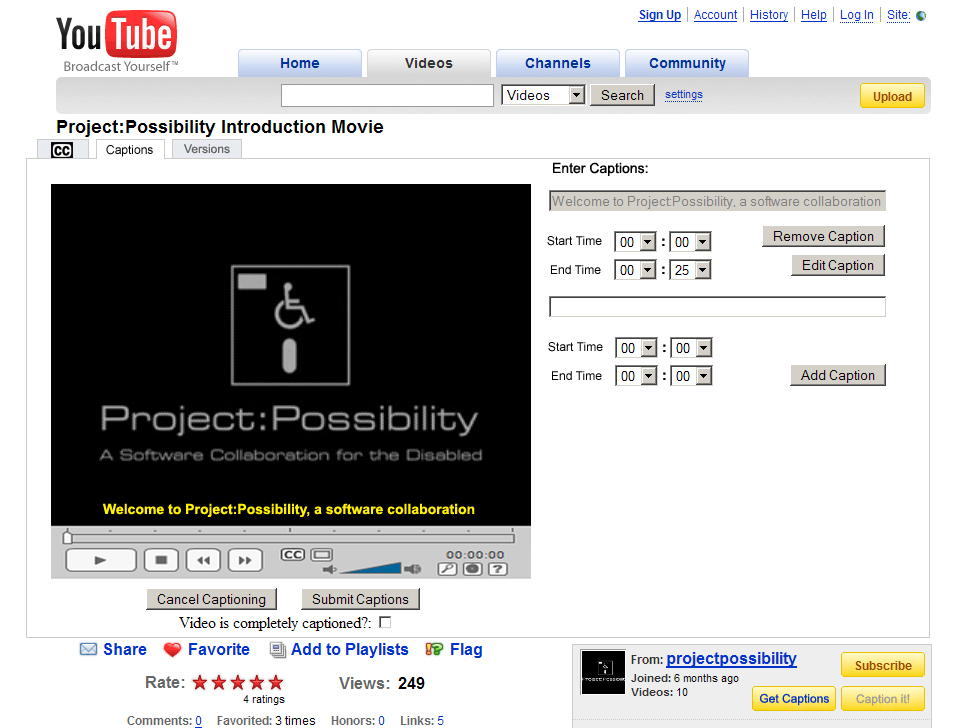 Sign Up Account History Help Log In Site:
YouTube
Broadcast Yourself™
Home Videos Channels Community
Videos Search settings Upload
Project:Possibility Introduction Movie
CC Captions Versions
Enter Captions:
Welcome to Project:Possibility, a software collaboration
Start Time 00 : 00 Remove Caption
End Time 00 : 25 Edit Caption
Start Time 00 : 00
End Time 00 : 00 Add Caption
Project:Possibility
A Software Collaboration for the Disabled
Welcome to Project:Possibility, a software collaboration
CC 00:00:00
?
Cancel Captioning Submit Captions
Video is completely captioned?:
Share Favorite Add to Playlists Flag
Rate: Views: 249
4 ratings
Comments: 0 Favorited: 3 times Honors: 0 Links: 5
Project:Possibility
From: projectpossibility
Joined: 6 months ago
Videos: 10
Subscribe
Get Captions Caption it!